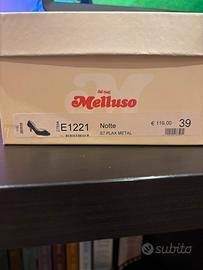 Melluso
E1221
Notte
€ 119,00
39
S7 PLAX METAL
subito